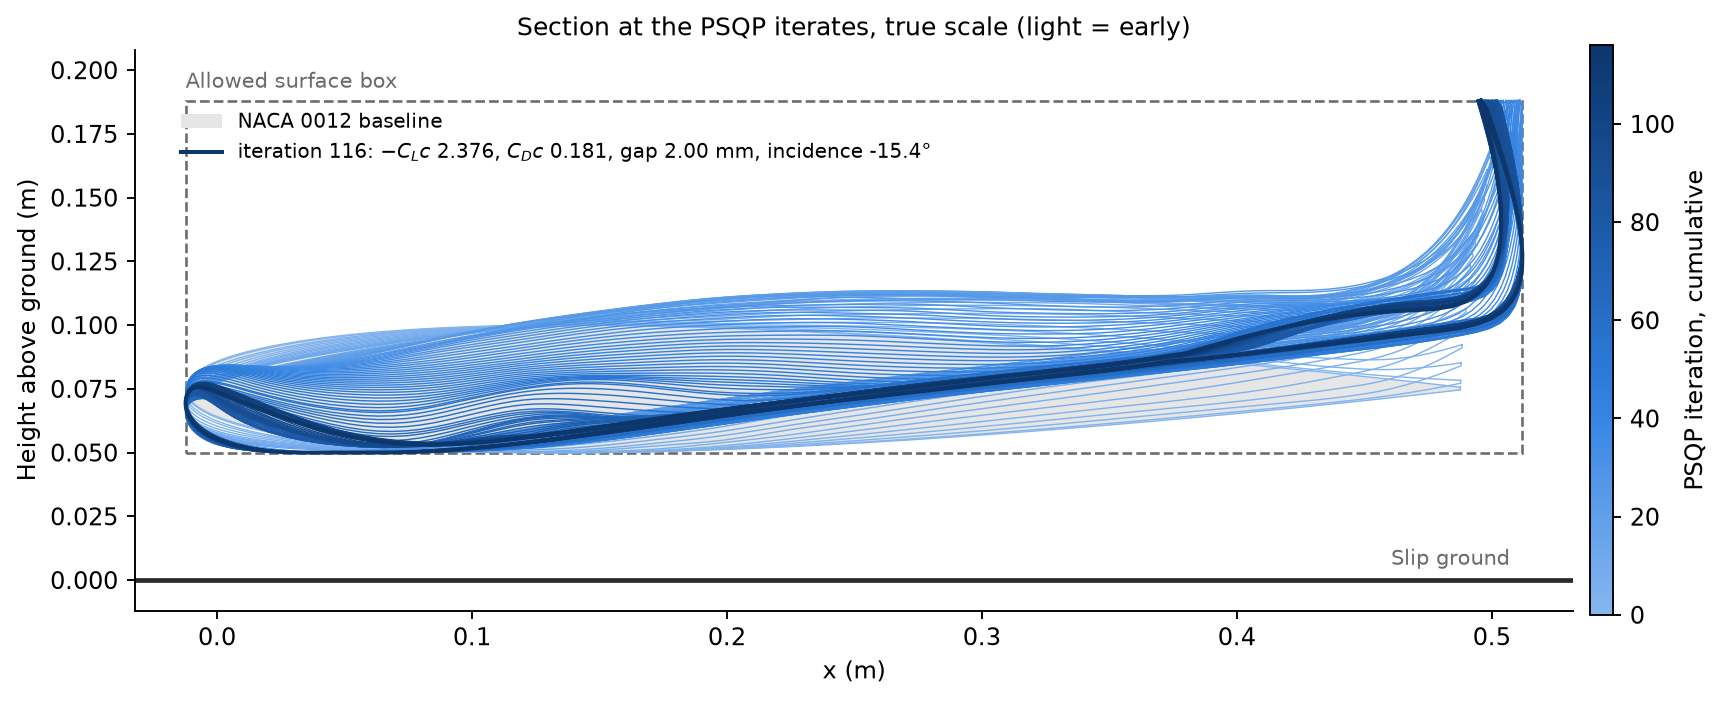 Section at the PSQP iterates, true scale (light = early)
Allowed surface box
NACA 0012 baseline
iteration 116: −C_Lc 2.376, C_Dc 0.181, gap 2.00 mm, incidence -15.4°
Height above ground (m)
0.200
0.175
0.150
0.125
0.100
0.075
0.050
0.025
0.000
Slip ground
0.0 0.1 0.2 0.3 0.4 0.5
x (m)
100
80
60
40
20
0
PSQP iteration, cumulative